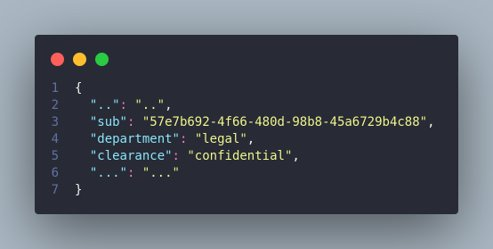 1 {
2   "..": "..",
3   "sub": "57e7b692-4f66-480d-98b8-45a6729b4c88",
4   "department": "legal",
5   "clearance": "confidential",
6   "...": "..."
7 }